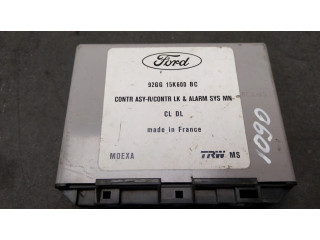 Ford
92GG 15K600 BC
CONTR ASY-R/CONTR LK & ALARM SYS MN
CL DL
made in France
MOEXA
TRW MS
1090